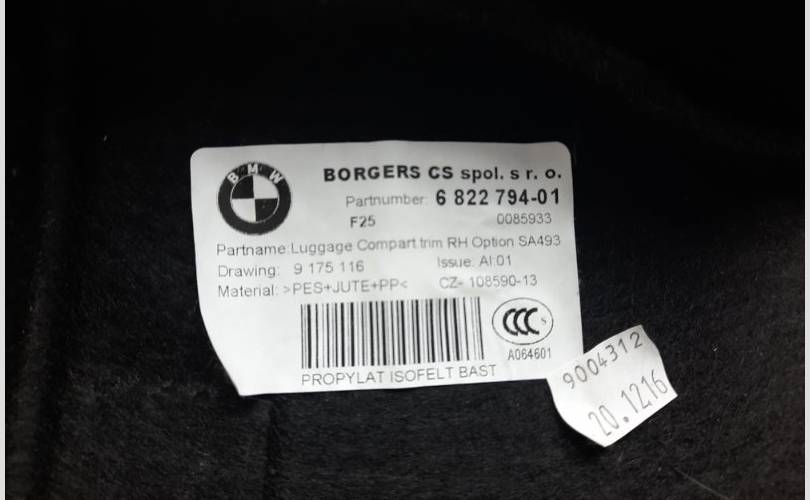 BMW
BORGERS CS spol. s r. o.
Partnumber: 6 822 794-01
F25 0085933
Partname:Luggage Compart.trim RH Option SA493
Drawing: 9 175 116 Issue: AI:01
Material: >PES+JUTE+PP< CZ- 108590-13
CCC S
A064601
PROPYLAT ISOFELT BAST
9004312
20.1216